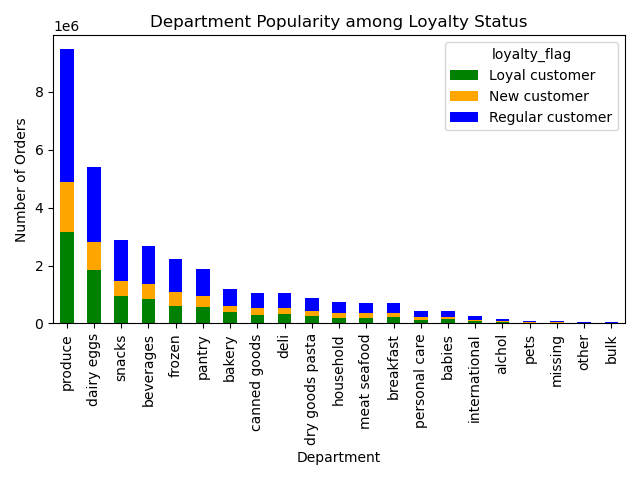 Department Popularity among Loyalty Status
1e6
loyalty_flag
Loyal customer
New customer
Regular customer
Number of Orders
8
6
4
2
0
produce
dairy eggs
snacks
beverages
frozen
pantry
bakery
canned goods
deli
dry goods pasta
household
meat seafood
breakfast
personal care
babies
international
alchol
pets
missing
other
bulk
Department